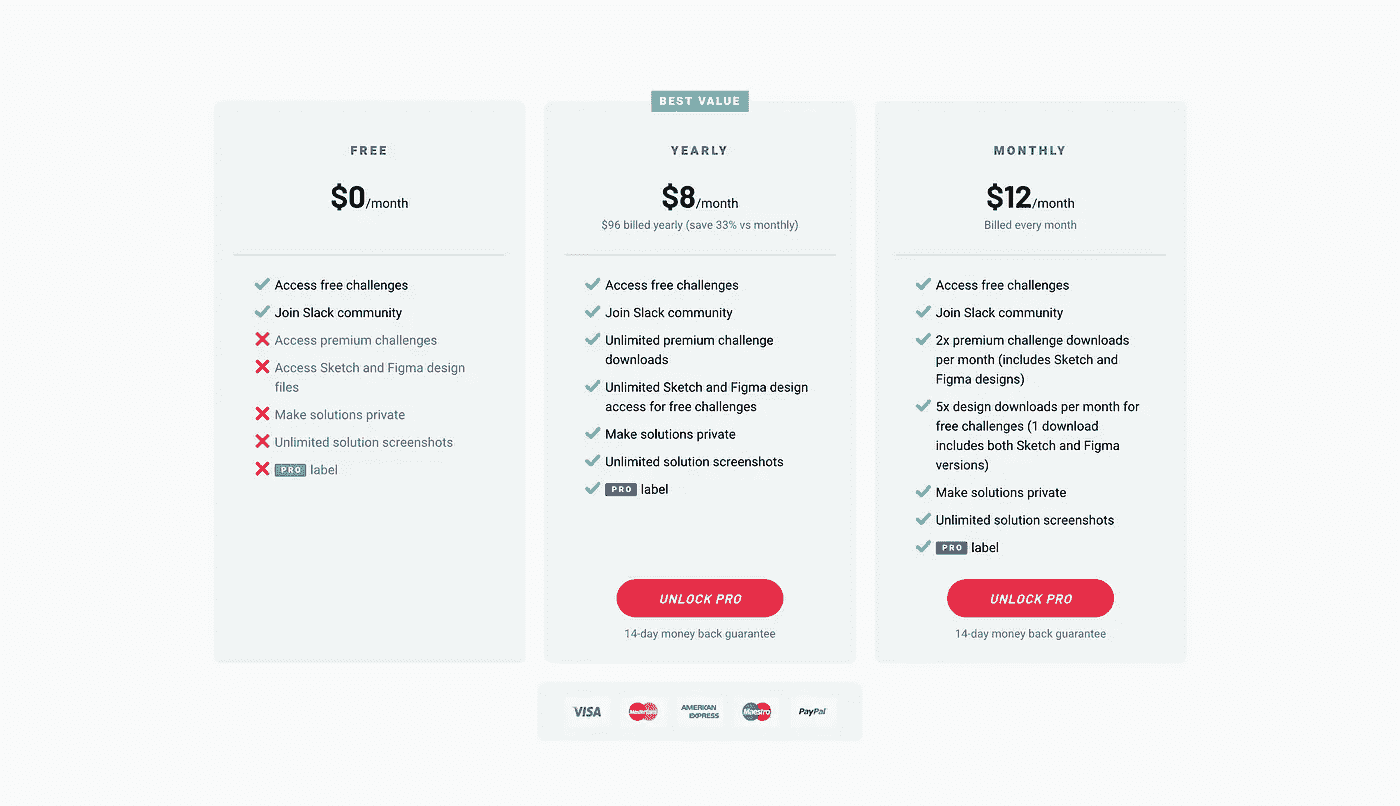 FREE
$0/month
Access free challenges
Join Slack community
Access premium challenges
Access Sketch and Figma design
files
Make solutions private
Unlimited solution screenshots
PRO label
BEST VALUE
YEARLY
$8/month
$96 billed yearly (save 33% vs monthly)
Access free challenges
Join Slack community
Unlimited premium challenge
downloads
Unlimited Sketch and Figma design
access for free challenges
Make solutions private
Unlimited solution screenshots
PRO label
UNLOCK PRO
14-day money back guarantee
MONTHLY
$12/month
Billed every month
Access free challenges
Join Slack community
2x premium challenge downloads
per month (includes Sketch and
Figma designs)
5x design downloads per month for
free challenges (1 download
includes both Sketch and Figma
versions)
Make solutions private
Unlimited solution screenshots
PRO label
UNLOCK PRO
14-day money back guarantee
VISA
MasterCard
AMERICAN
EXPRESS
Maestro
PayPal